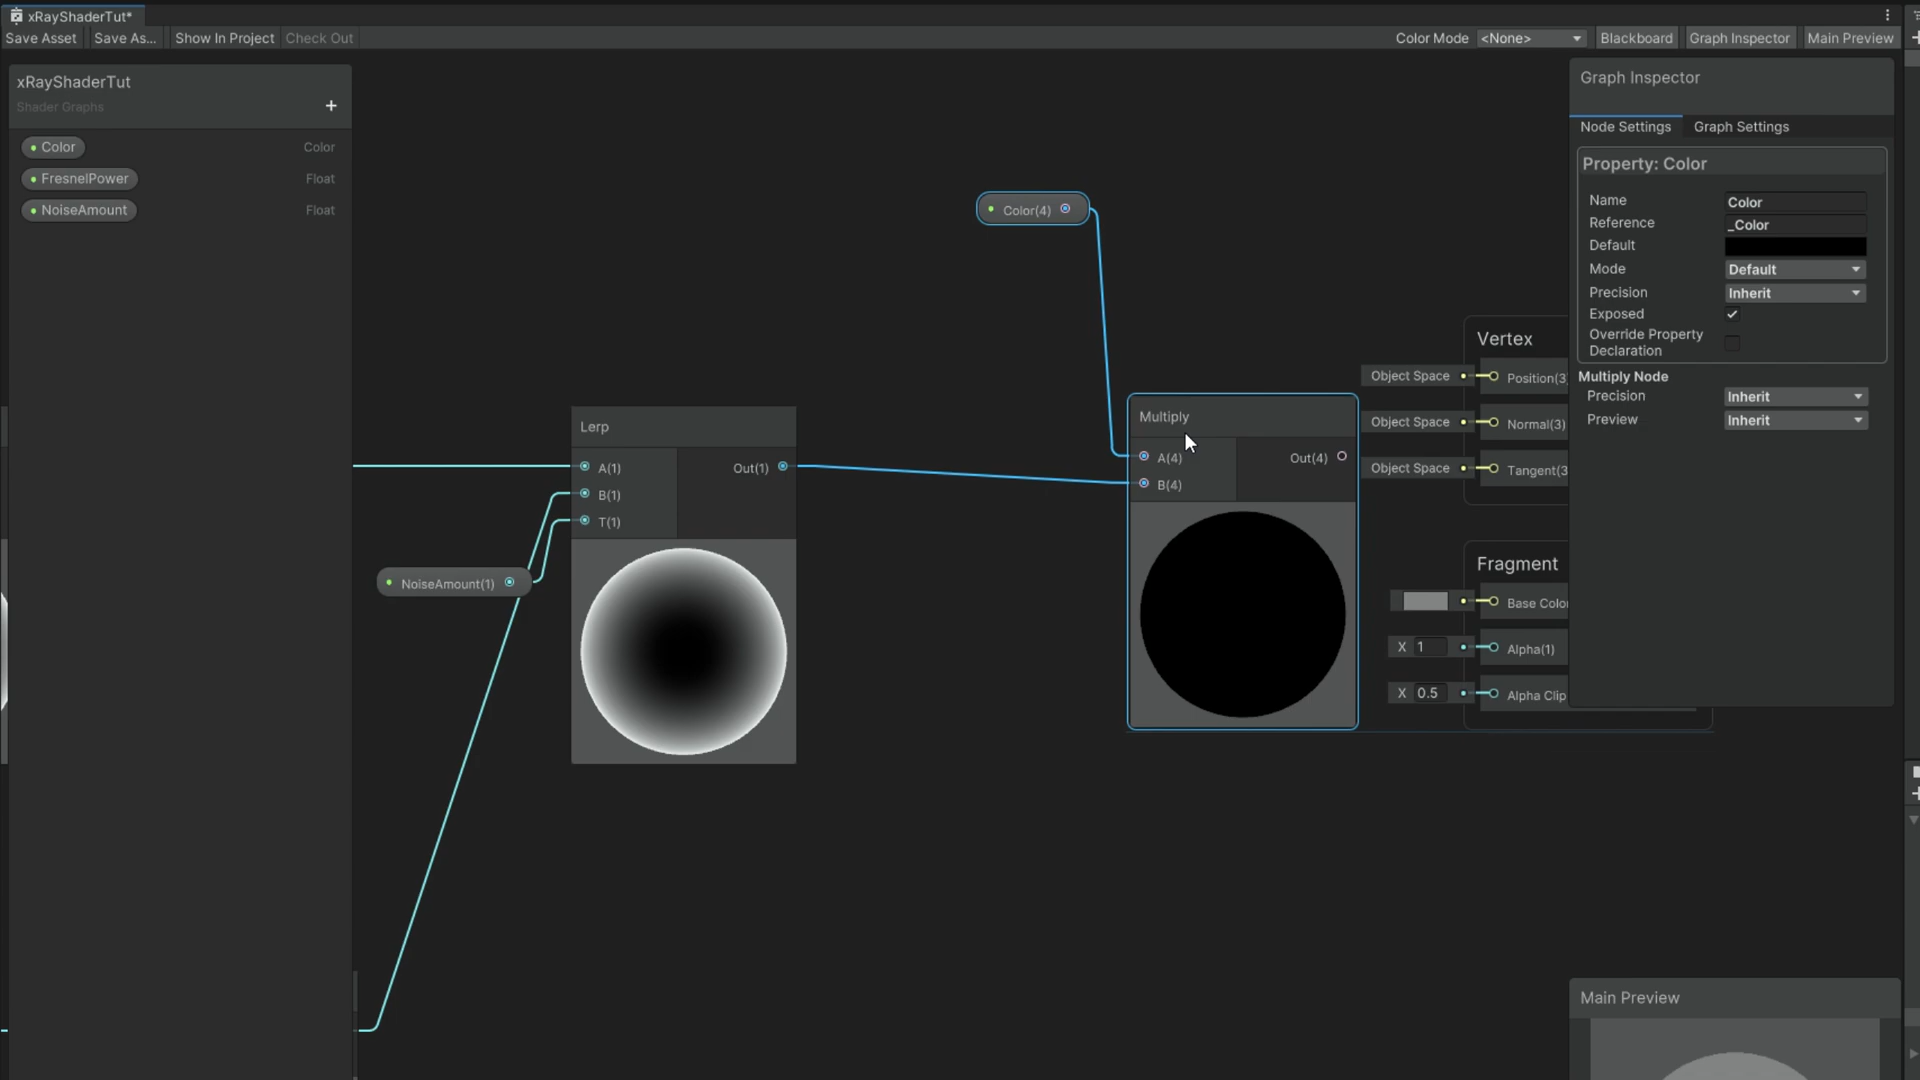 xRayShaderTut*
Save Asset Save As... Show In Project Check Out
Color Mode <None> Blackboard Graph Inspector Main Preview
xRayShaderTut
Shader Graphs
+
Color Color
FresnelPower Float
NoiseAmount Float
Color(4)
Lerp
A(1) Out(1)
B(1)
T(1)
NoiseAmount(1)
Multiply
A(4) Out(4)
B(4)
Vertex
Object Space Position(3
Object Space Normal(3)
Object Space Tangent(3
Fragment
Base Colo
X 1 Alpha(1)
X 0.5 Alpha Clip
Graph Inspector
Node Settings Graph Settings
Property: Color
Name Color
Reference _Color
Default
Mode Default
Precision Inherit
Exposed
Override Property
Declaration
Multiply Node
Precision Inherit
Preview Inherit
Main Preview